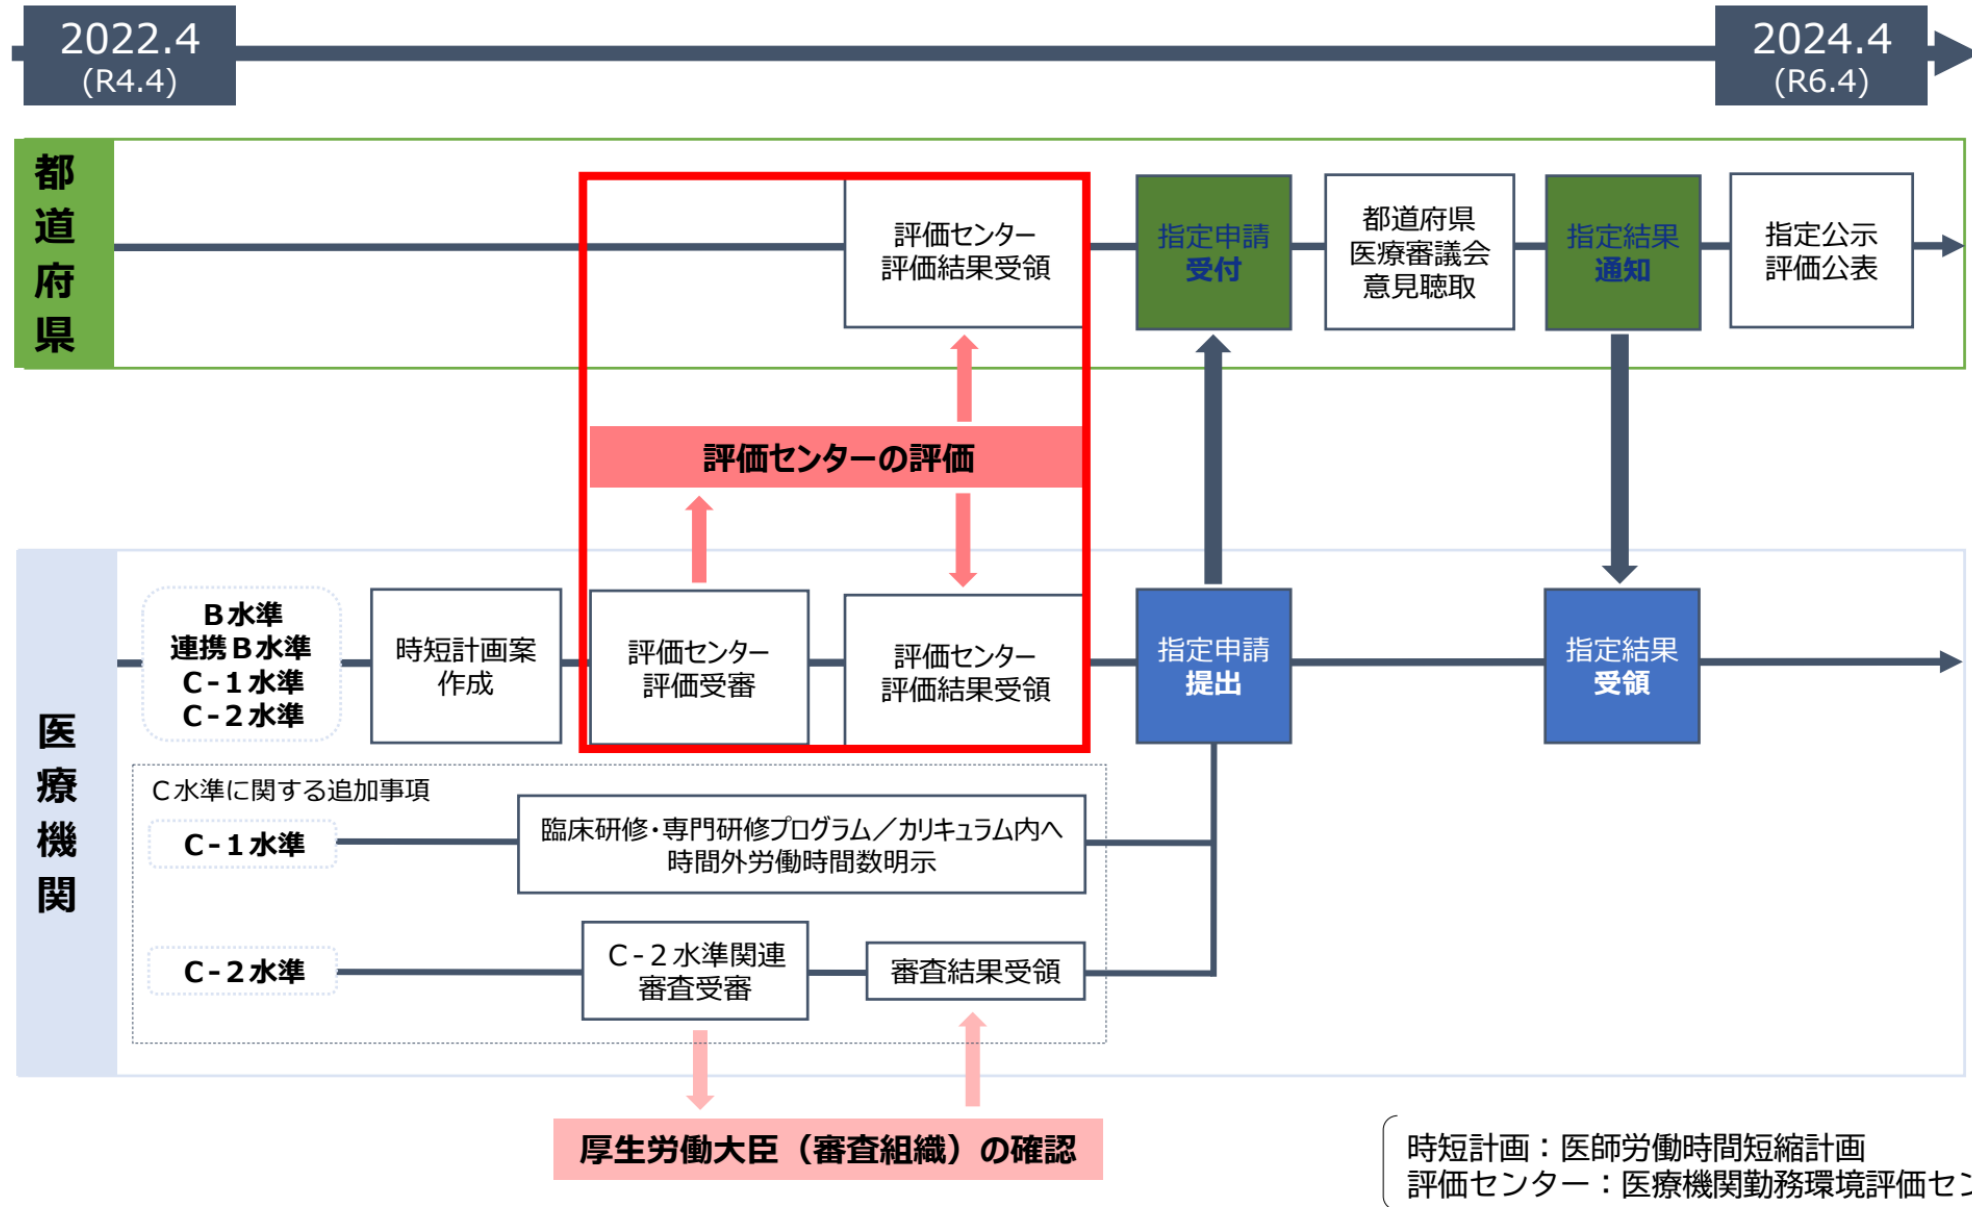 2022.4
(R4.4)
2024.4
(R6.4)
都道府県
評価センター
評価結果受領
指定申請
受付
都道府県
医療審議会
意見聴取
指定結果
通知
指定公示
評価公表
評価センターの評価
医療機関
B水準
連携B水準
C-1水準
C-2水準
時短計画案
作成
評価センター
評価受審
評価センター
評価結果受領
指定申請
提出
指定結果
受領
C水準に関する追加事項
C-1水準
臨床研修・専門研修プログラム/カリキュラム内へ
時間外労働時間数明示
C-2水準
C-2水準関連
審査受審
審査結果受領
厚生労働大臣（審査組織）の確認
時短計画：医師労働時間短縮計画
評価センター：医療機関勤務環境評価セン